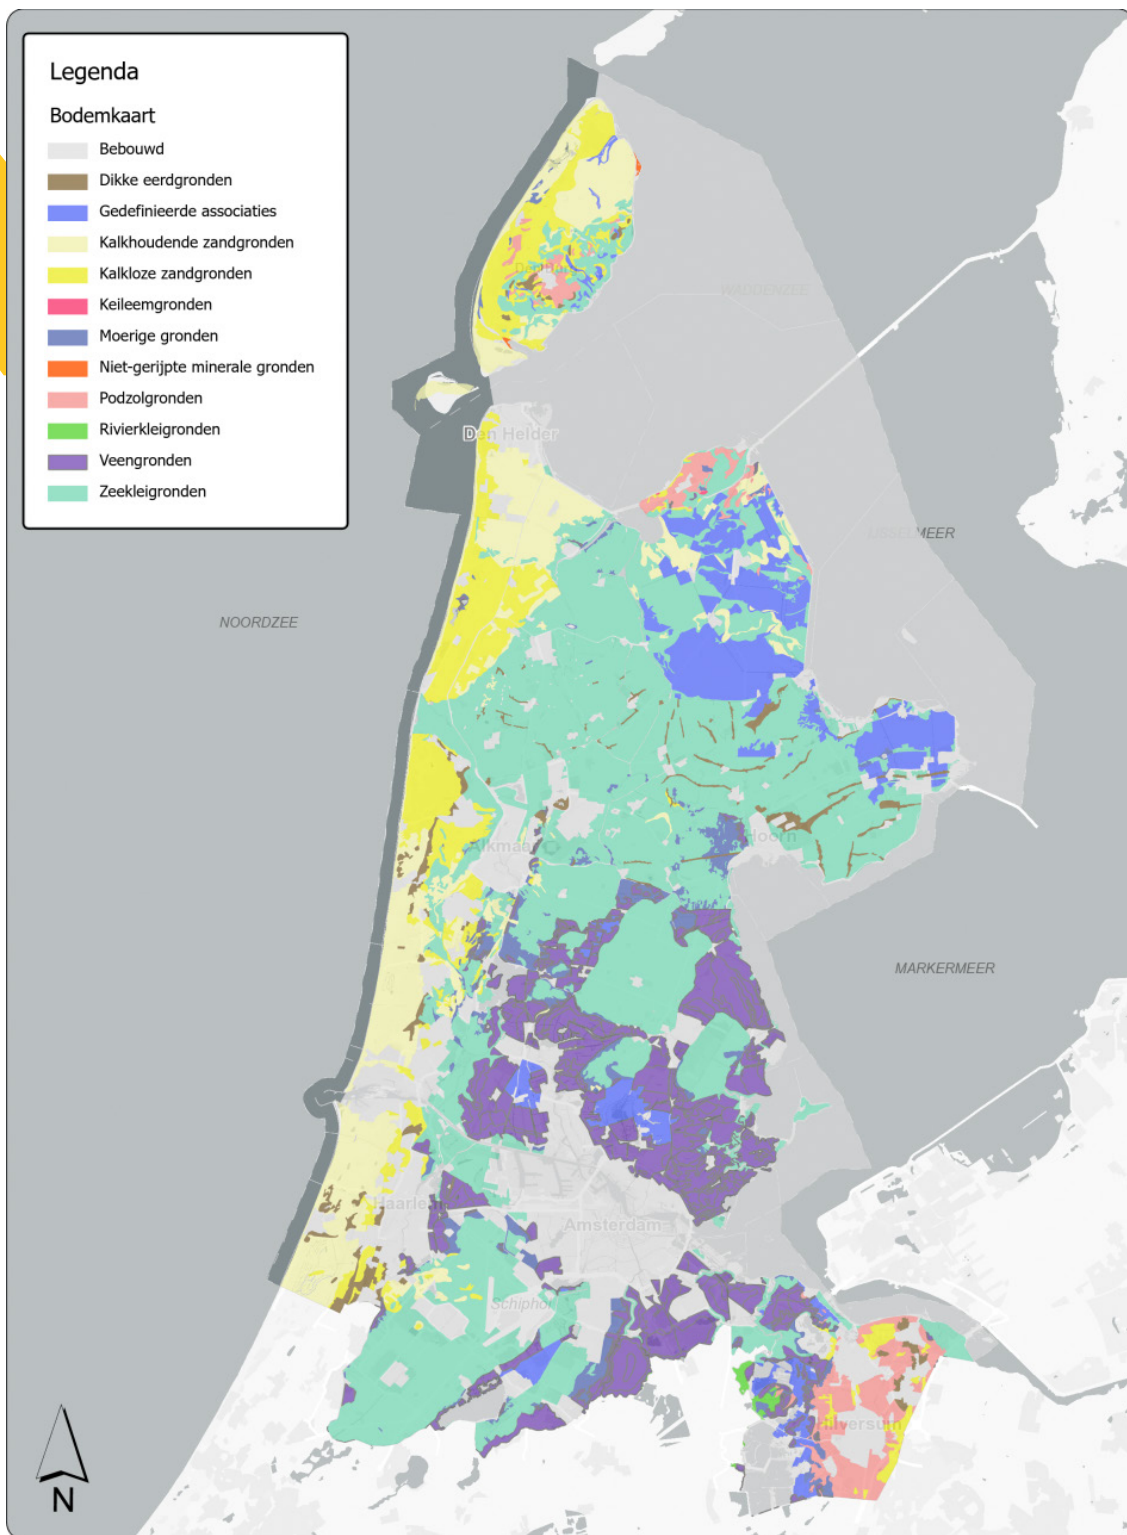 Legenda
Bodemkaart
Bebouwd
Dikke eerdgronden
Gedefinieerde associaties
Kalkhoudende zandgronden
Kalkloze zandgronden
Keileemgronden
Moerige gronden
Niet-gerijpte minerale gronden
Podzolgronden
Rivierkleigronden
Veengronden
Zeekleigronden
WADDENZEE
Den Helder
IJSSELMEER
NOORDZEE
Alkmaar
Hoorn
MARKERMEER
Haarlem
Amsterdam
Schiphol
Hilversum
N